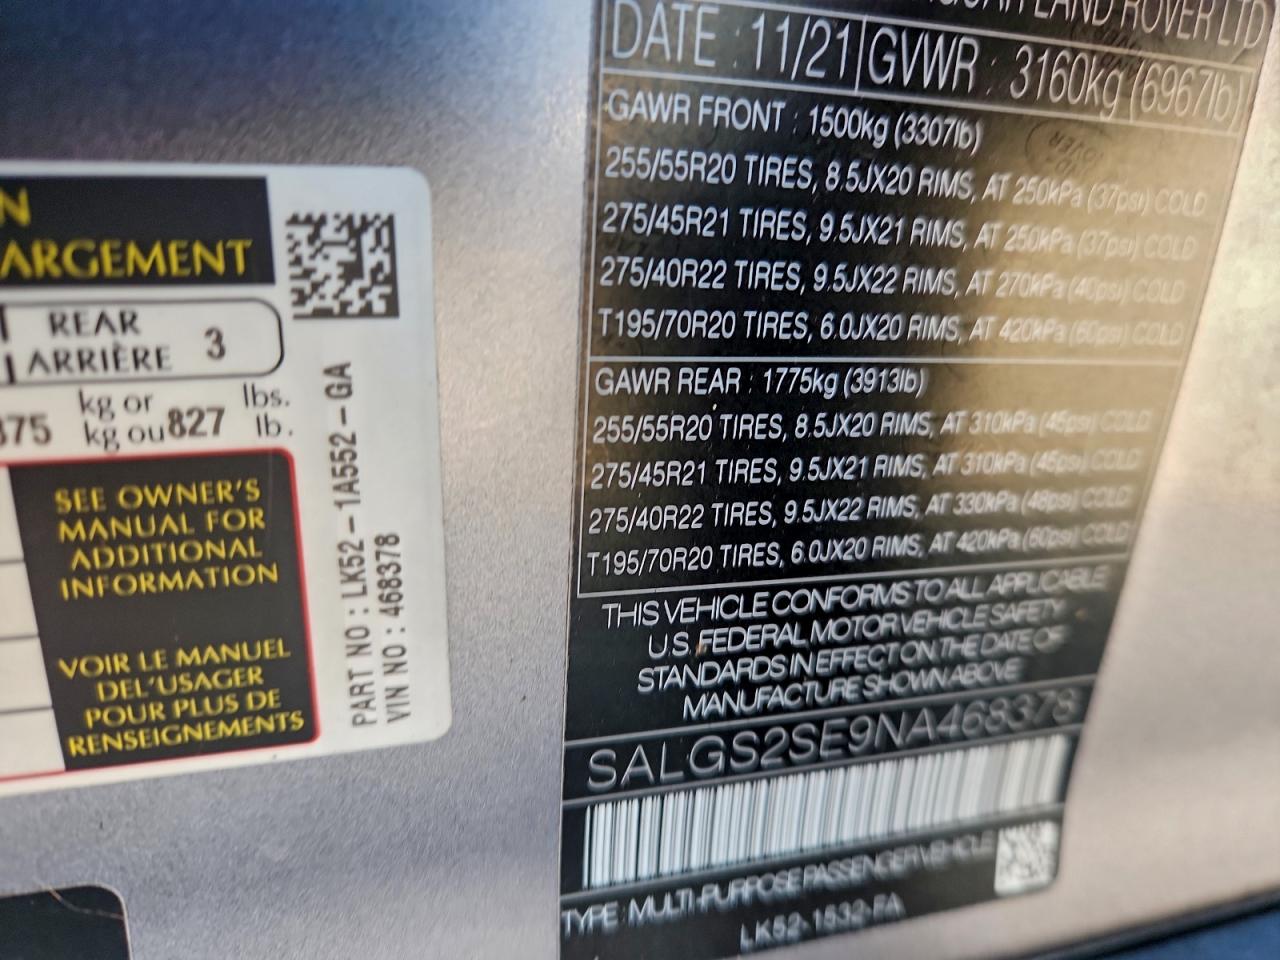 N
ARGEMENT
REAR
ARRIÈRE 3
375 kg or kg ou 827 lbs. lb.
SEE OWNER'S
MANUAL FOR
ADDITIONAL
INFORMATION
VOIR LE MANUEL
DEL'USAGER
POUR PLUS DE
RENSEIGNEMENTS
PART NO : LK52-1A552-GA
VIN NO : 468378
LAND ROVER LTD
DATE : 11/21 GVWR : 3160kg (6967lb)
GAWR FRONT : 1500kg (3307lb)
255/55R20 TIRES, 8.5JX20 RIMS, AT 250kPa (37psi) COLD
275/45R21 TIRES, 9.5JX21 RIMS, AT 250kPa (37psi) COLD
275/40R22 TIRES, 9.5JX22 RIMS, AT 270kPa (40psi) COLD
T195/70R20 TIRES, 6.0JX20 RIMS, AT 420kPa (60psi) COLD
GAWR REAR : 1775kg (3913lb)
255/55R20 TIRES, 8.5JX20 RIMS, AT 310kPa (45psi) COLD
275/45R21 TIRES, 9.5JX21 RIMS, AT 310kPa (45psi) COLD
275/40R22 TIRES, 9.5JX22 RIMS, AT 330kPa (48psi) COLD
T195/70R20 TIRES, 6.0JX20 RIMS, AT 420kPa (60psi) COLD
THIS VEHICLE CONFORMS TO ALL APPLICABLE
U.S. FEDERAL MOTOR VEHICLE SAFETY
STANDARDS IN EFFECT ON THE DATE OF
MANUFACTURE SHOWN ABOVE
SALGS2SE9NA468378
TYPE : MULTI-PURPOSE PASSENGER VEHICLE
LK52-1532-FA